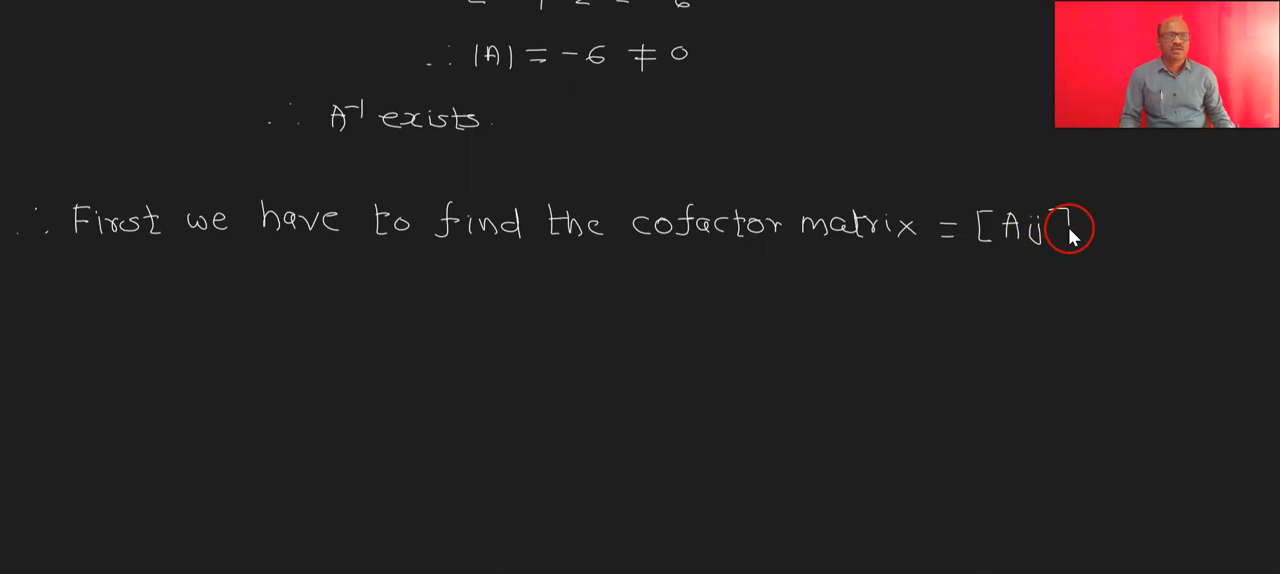 ∴ |A| = -6 ≠ 0
∴ A⁻¹ exists.
∴ First we have to find the cofactor matrix = [Aij]